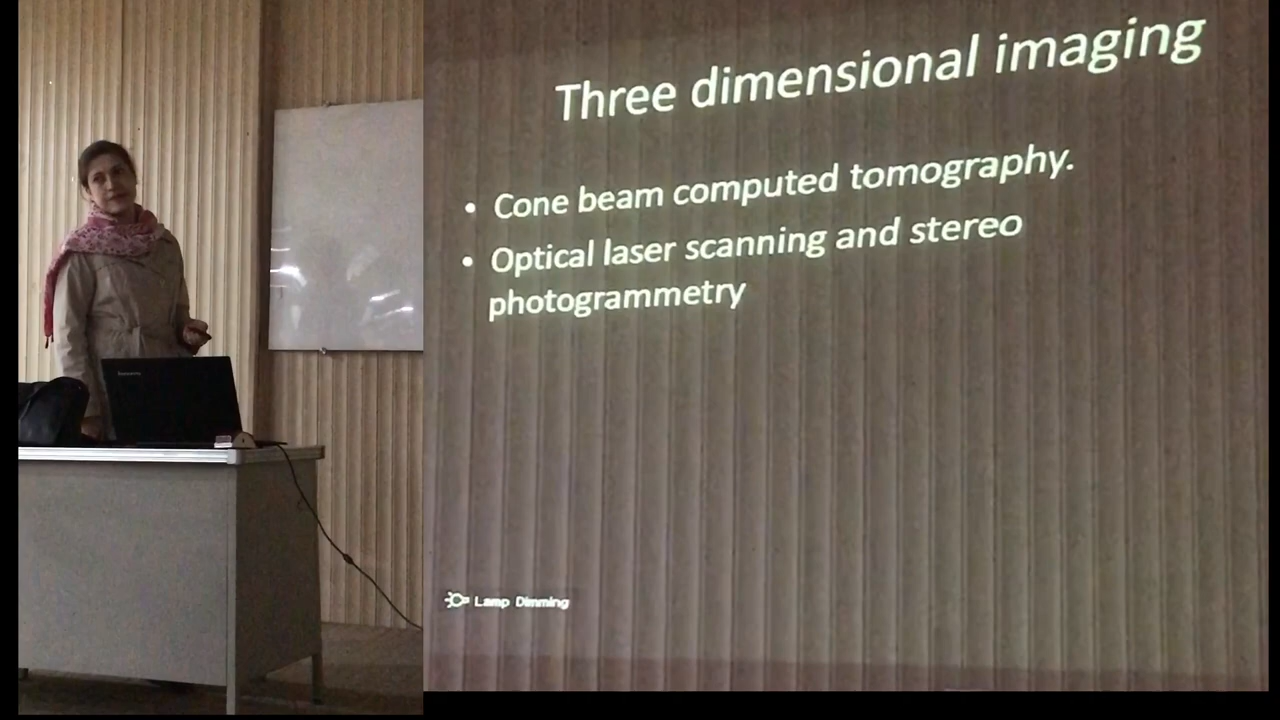 Three dimensional imaging
• Cone beam computed tomography.
• Optical laser scanning and stereo
photogrammetry
Lamp Dimming